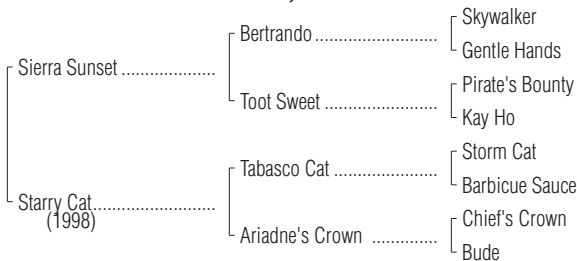 Skywalker
Bertrando
Gentle Hands
Sierra Sunset
Pirate's Bounty
Toot Sweet
Kay Ho
Storm Cat
Tabasco Cat
Barbicue Sauce
Starry Cat
(1998)
Chief's Crown
Ariadne's Crown
Bude